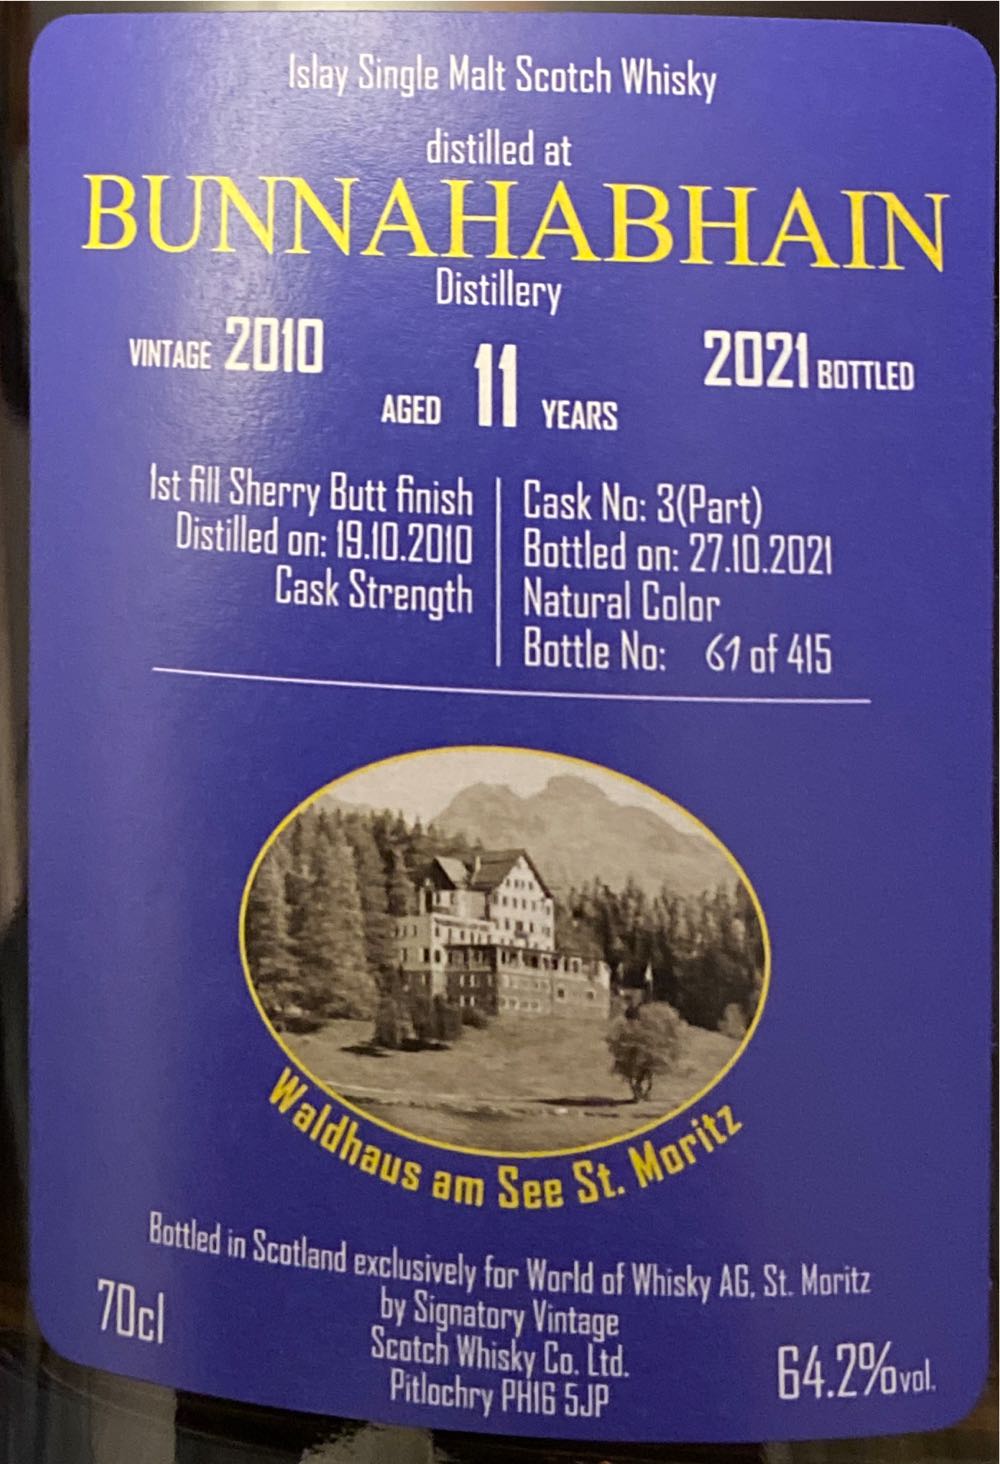 Islay Single Malt Scotch Whisky
distilled at
BUNNAHABHAIN
Distillery
VINTAGE 2010
2021 BOTTLED
AGED 11 YEARS
1st fill Sherry Butt finish
Distilled on: 19.10.2010
Cask Strength
Cask No: 3(Part)
Bottled on: 27.10.2021
Natural Color
Bottle No: 61 of 415
Waldhaus am See St. Moritz
Bottled in Scotland exclusively for World of Whisky AG, St. Moritz
by Signatory Vintage
Scotch Whisky Co. Ltd.
Pitlochry PH16 5JP
70cl
64.2%vol.